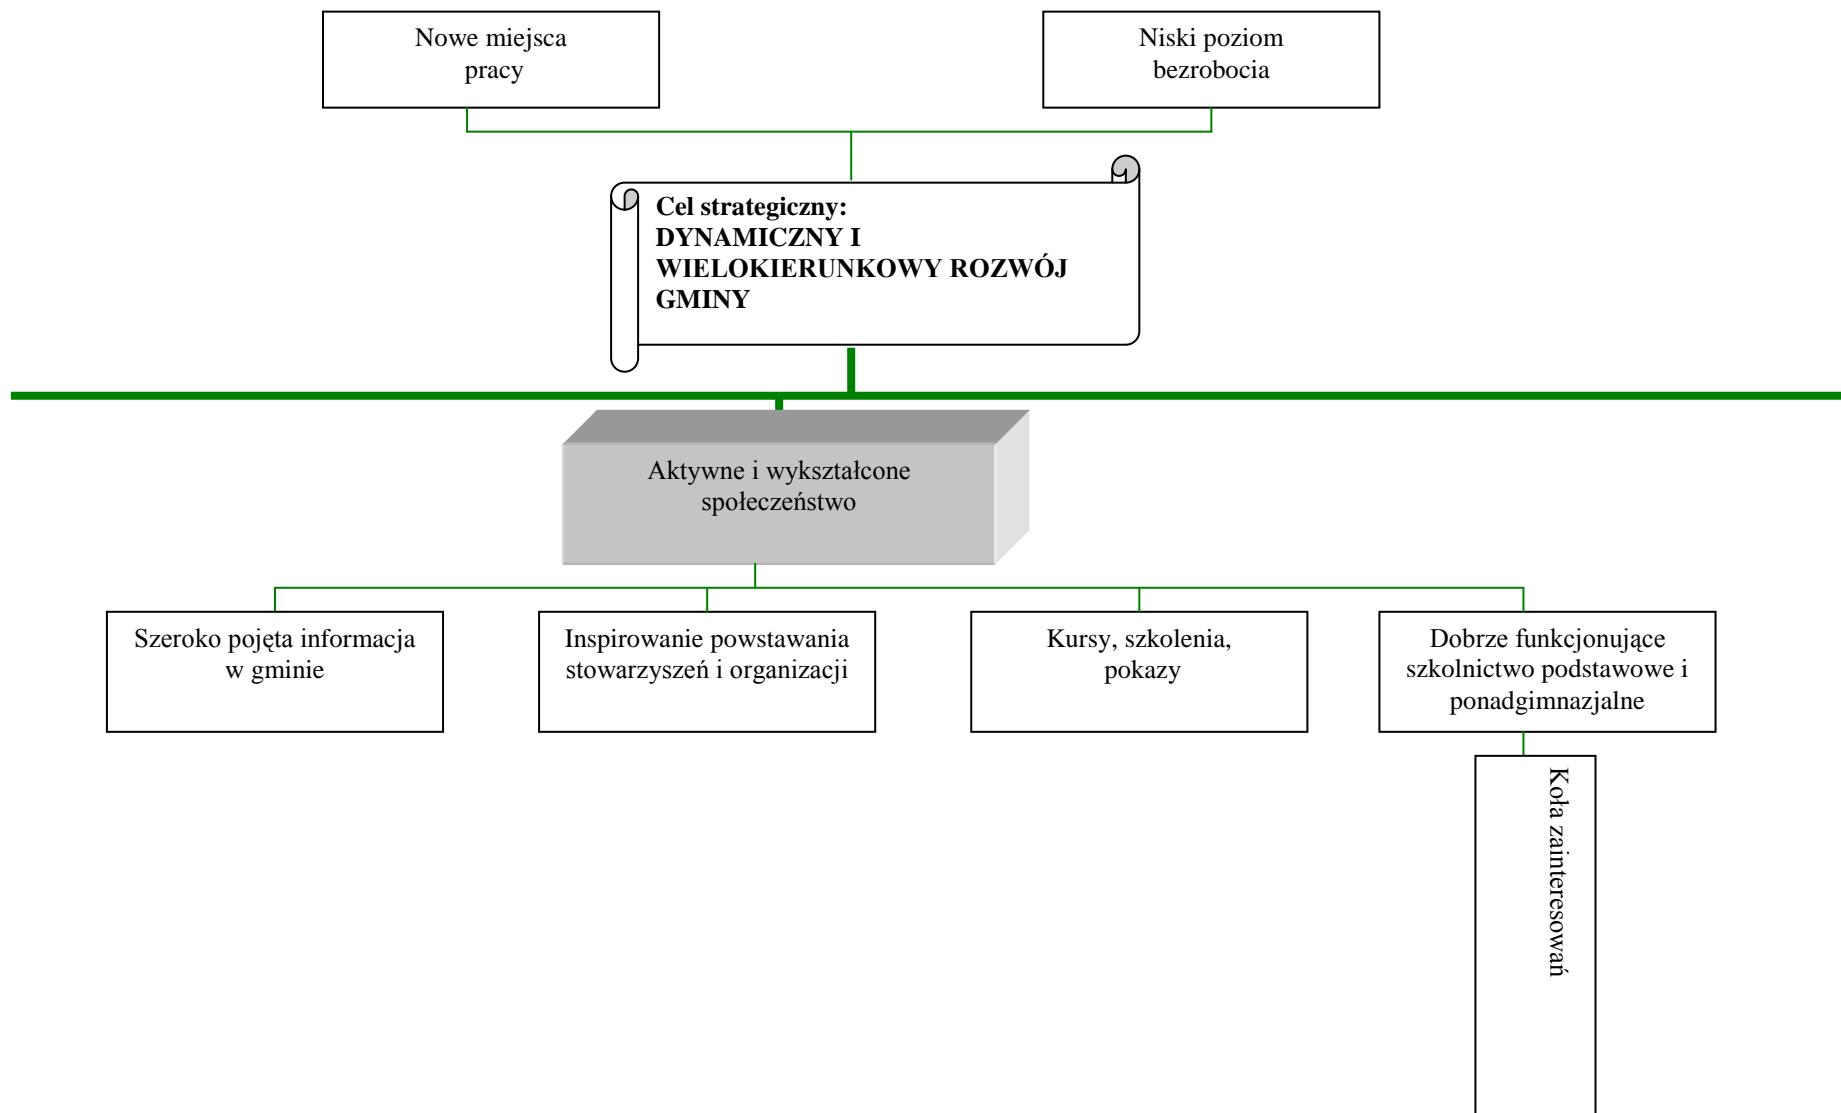 Nowe miejsca
pracy
Niski poziom
bezrobocia
Cel strategiczny:
DYNAMICZNY I
WIELOKIERUNKOWY ROZWÓJ
GMINY
Aktywne i wykształcone
społeczeństwo
Szeroko pojęta informacja
w gminie
Inspirowanie powstawania
stowarzyszeń i organizacji
Kursy, szkolenia,
pokazy
Dobrze funkcjonujące
szkolnictwo podstawowe i
ponadgimnazjalne
Koła zainteresowań